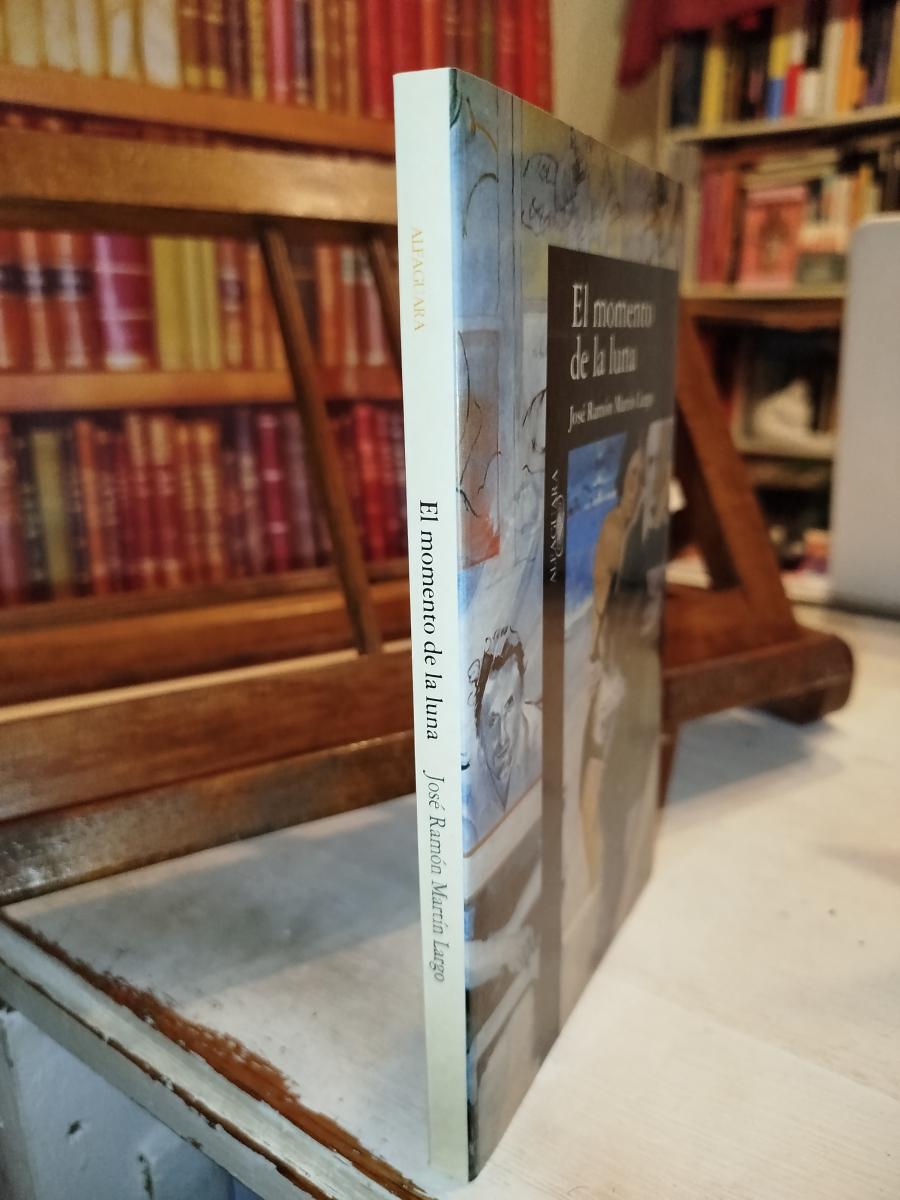 ALFAGUARA
El momento de la luna
José Ramón Martín Largo
El momento
de la luna
José Ramón Martín Largo
ALFAGUARA